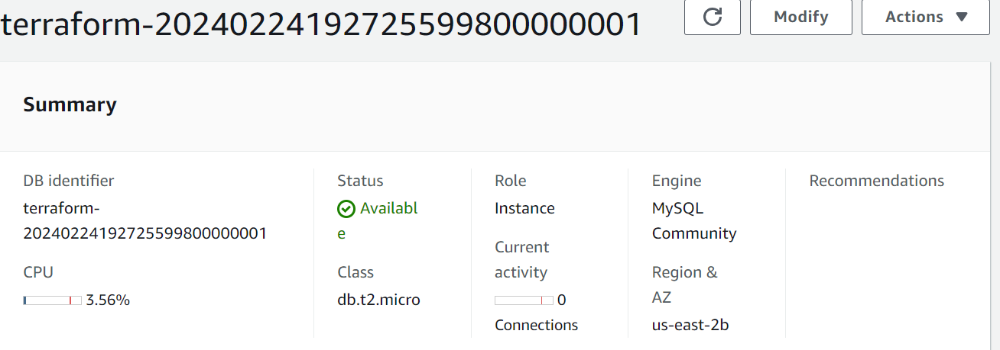 terraform-20240224192725599800000001
Modify
Actions
Summary
DB identifier
terraform-
20240224192725599800000001
CPU
3.56%
Status
Availabl
e
Class
db.t2.micro
Role
Instance
Current
activity
0
Connections
Engine
MySQL
Community
Region &
AZ
us-east-2b
Recommendations